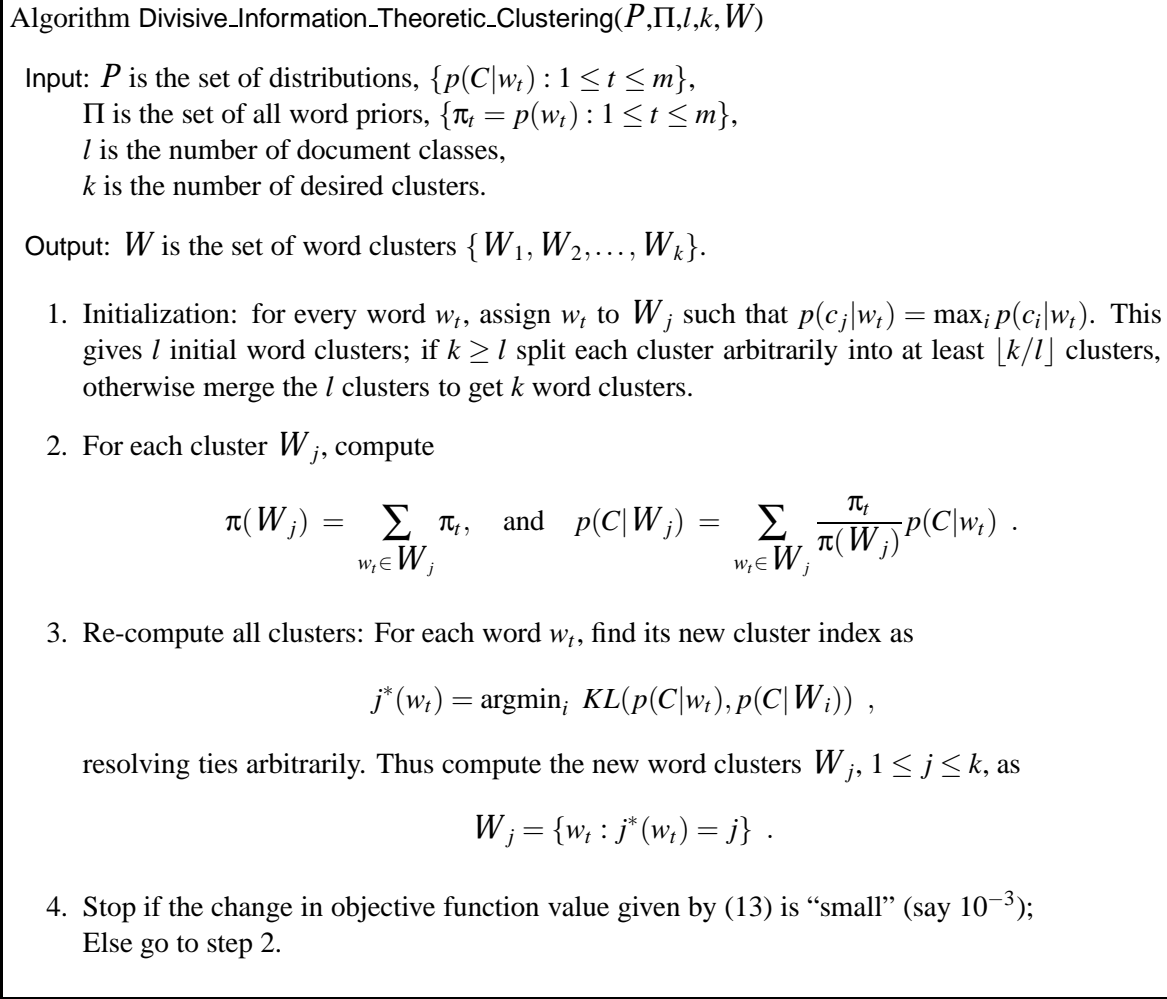 Algorithm Divisive_Information_Theoretic_Clustering(P,Π,l,k,W)
Input: P is the set of distributions, {p(C|w_t) : 1 ≤ t ≤ m},
Π is the set of all word priors, {π_t = p(w_t) : 1 ≤ t ≤ m},
l is the number of document classes,
k is the number of desired clusters.
Output: W is the set of word clusters {W_1, W_2, ..., W_k}.
1. Initialization: for every word w_t, assign w_t to W_j such that p(c_j|w_t) = max_i p(c_i|w_t). This
gives l initial word clusters; if k ≥ l split each cluster arbitrarily into at least ⌊k/l⌋ clusters,
otherwise merge the l clusters to get k word clusters.
2. For each cluster W_j, compute
π(W_j) = ∑_{w_t∈W_j} π_t, and p(C|W_j) = ∑_{w_t∈W_j} \frac{π_t}{π(W_j)} p(C|w_t) .
3. Re-compute all clusters: For each word w_t, find its new cluster index as
j*(w_t) = argmin_i KL(p(C|w_t), p(C|W_i)) ,
resolving ties arbitrarily. Thus compute the new word clusters W_j, 1 ≤ j ≤ k, as
W_j = {w_t : j*(w_t) = j} .
4. Stop if the change in objective function value given by (13) is “small” (say 10^{-3});
Else go to step 2.